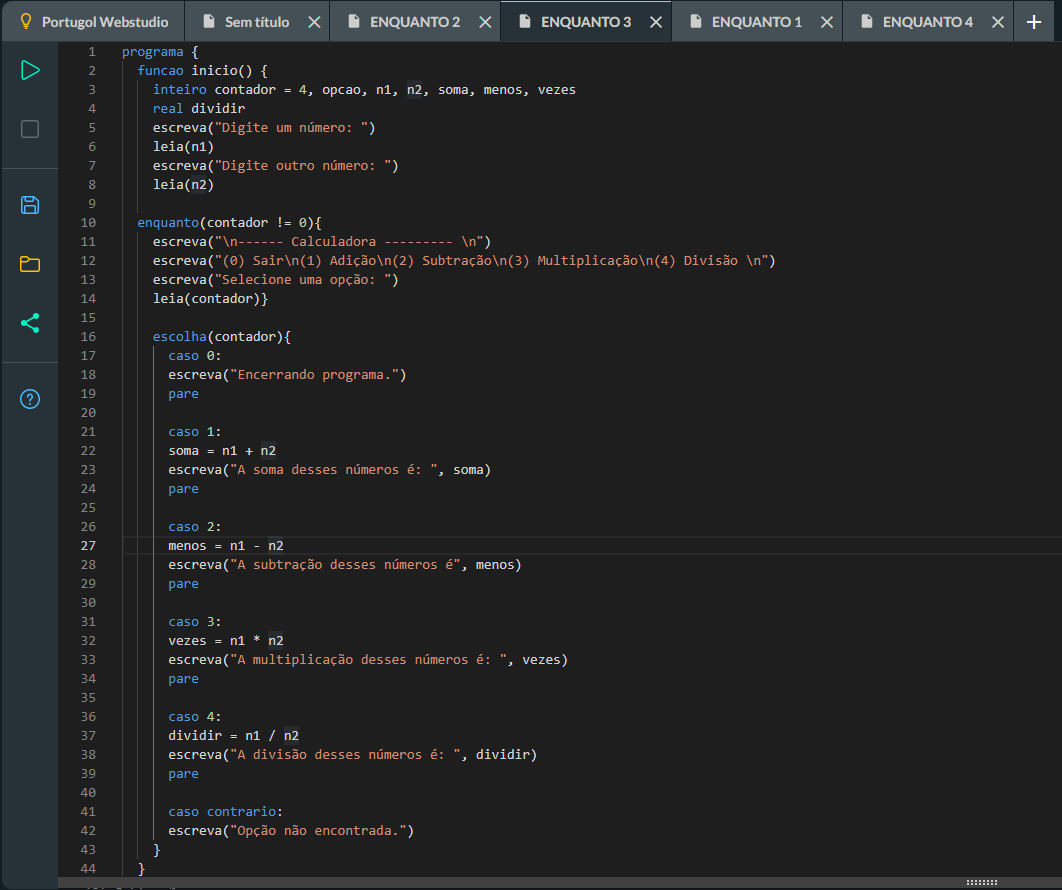 Portugol Webstudio
Sem título
ENQUANTO 2
ENQUANTO 3
ENQUANTO 1
ENQUANTO 4
1 programa {
2 funcao inicio() {
3 inteiro contador = 4, opcao, n1, n2, soma, menos, vezes
4 real dividir
5 escreva("Digite um número: ")
6 leia(n1)
7 escreva("Digite outro número: ")
8 leia(n2)
9
10 enquanto(contador != 0){
11 escreva("\n------ Calculadora --------- \n")
12 escreva("(0) Sair\n(1) Adição\n(2) Subtração\n(3) Multiplicação\n(4) Divisão \n")
13 escreva("Selecione uma opção: ")
14 leia(contador)}
15
16 escolha(contador){
17 caso 0:
18 escreva("Encerrando programa.")
19 pare
20
21 caso 1:
22 soma = n1 + n2
23 escreva("A soma desses números é: ", soma)
24 pare
25
26 caso 2:
27 menos = n1 - n2
28 escreva("A subtração desses números é", menos)
29 pare
30
31 caso 3:
32 vezes = n1 * n2
33 escreva("A multiplicação desses números é: ", vezes)
34 pare
35
36 caso 4:
37 dividir = n1 / n2
38 escreva("A divisão desses números é: ", dividir)
39 pare
40
41 caso contrario:
42 escreva("Opção não encontrada.")
43 }
44 }